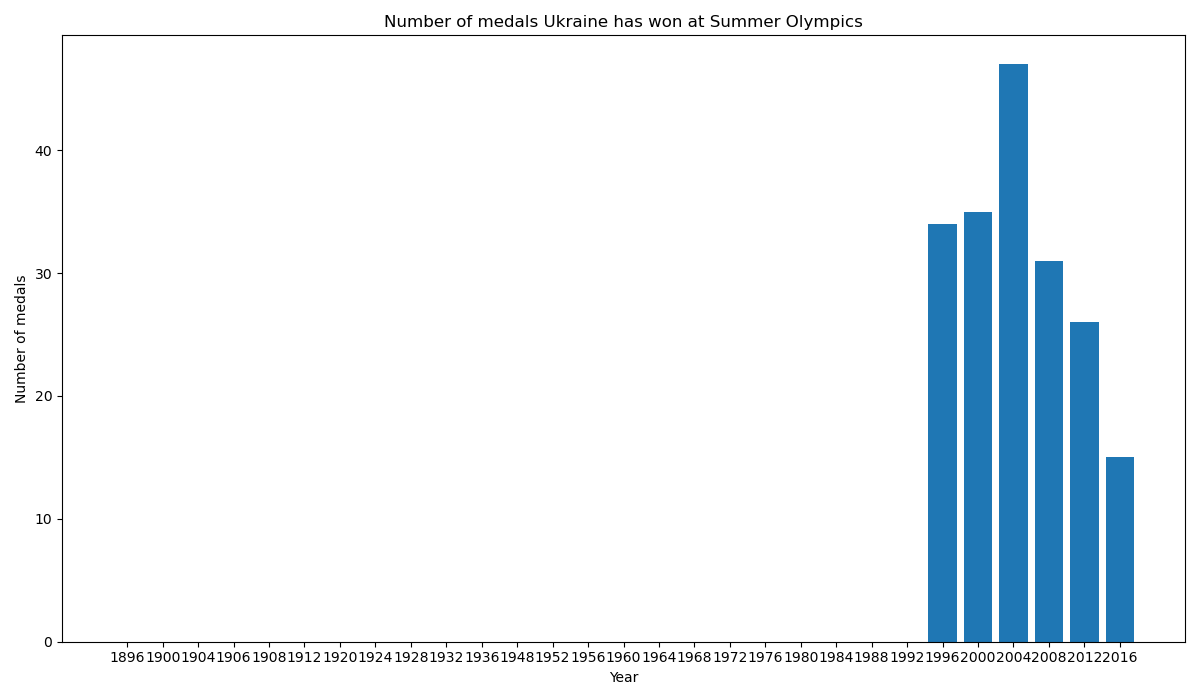 Number of medals Ukraine has won at Summer Olympics
Number of medals
40
30
20
10
0
1896 1900 1904 1906 1908 1912 1920 1924 1928 1932 1936 1948 1952 1956 1960 1964 1968 1972 1976 1980 1984 1988 1992 1996 2000 2004 2008 2012 2016
Year